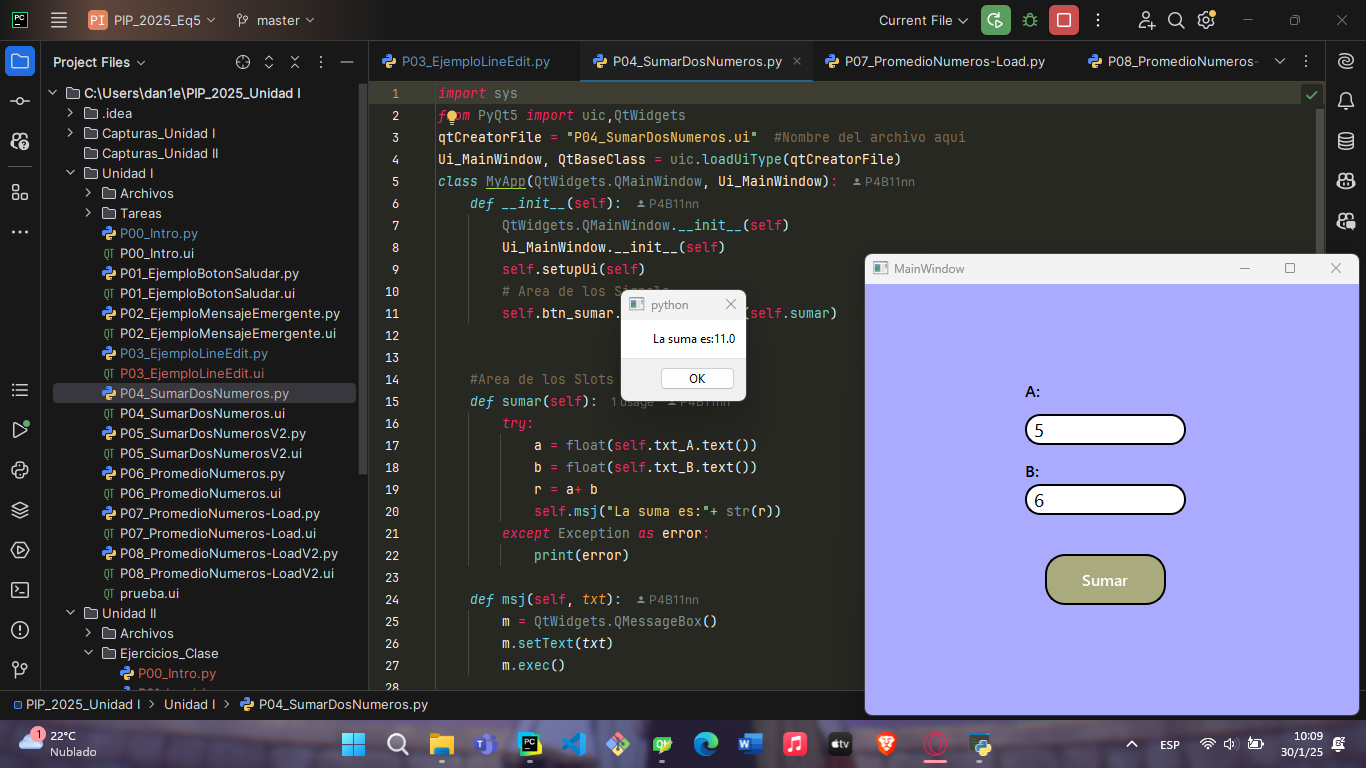 PI PIP_2025_Eq5 master Current File
Project Files
P03_EjemploLineEdit.py P04_SumarDosNumeros.py P07_PromedioNumeros-Load.py P08_PromedioNumeros-
C:\Users\dan1e\PIP_2025_Unidad I
.idea
Capturas_Unidad I
Capturas_Unidad II
Unidad I
Archivos
Tareas
P00_Intro.py
P00_Intro.ui
P01_EjemploBotonSaludar.py
P01_EjemploBotonSaludar.ui
P02_EjemploMensajeEmergente.py
P02_EjemploMensajeEmergente.ui
P03_EjemploLineEdit.py
P03_EjemploLineEdit.ui
P04_SumarDosNumeros.py
P04_SumarDosNumeros.ui
P05_SumarDosNumerosV2.py
P05_SumarDosNumerosV2.ui
P06_PromedioNumeros.py
P06_PromedioNumeros.ui
P07_PromedioNumeros-Load.py
P07_PromedioNumeros-Load.ui
P08_PromedioNumeros-LoadV2.py
P08_PromedioNumeros-LoadV2.ui
prueba.ui
Unidad II
Archivos
Ejercicios_Clase
P00_Intro.py
1 import sys
2 from PyQt5 import uic,QtWidgets
3 qtCreatorFile = "P04_SumarDosNumeros.ui" #Nombre del archivo aqui
4 Ui_MainWindow, QtBaseClass = uic.loadUiType(qtCreatorFile)
5 class MyApp(QtWidgets.QMainWindow, Ui_MainWindow): P4B11nn
6 def __init__(self): P4B11nn
7 QtWidgets.QMainWindow.__init__(self)
8 Ui_MainWindow.__init__(self)
9 self.setupUi(self)
10 # Area de los
11 self.btn_sumar. (self.sumar)
12
13
14 #Area de los Slots
15 def sumar(self): 1 usage P4B11nn
16 try:
17 a = float(self.txt_A.text())
18 b = float(self.txt_B.text())
19 r = a+ b
20 self.msj("La suma es:"+ str(r))
21 except Exception as error:
22 print(error)
23
24 def msj(self, txt): P4B11nn
25 m = QtWidgets.QMessageBox()
26 m.setText(txt)
27 m.exec()
28
python
La suma es:11.0
OK
MainWindow
A:
5
B:
6
Sumar
PIP_2025_Unidad I > Unidad I > P04_SumarDosNumeros.py
1
22°C
Nublado
ESP
10:09
30/1/25